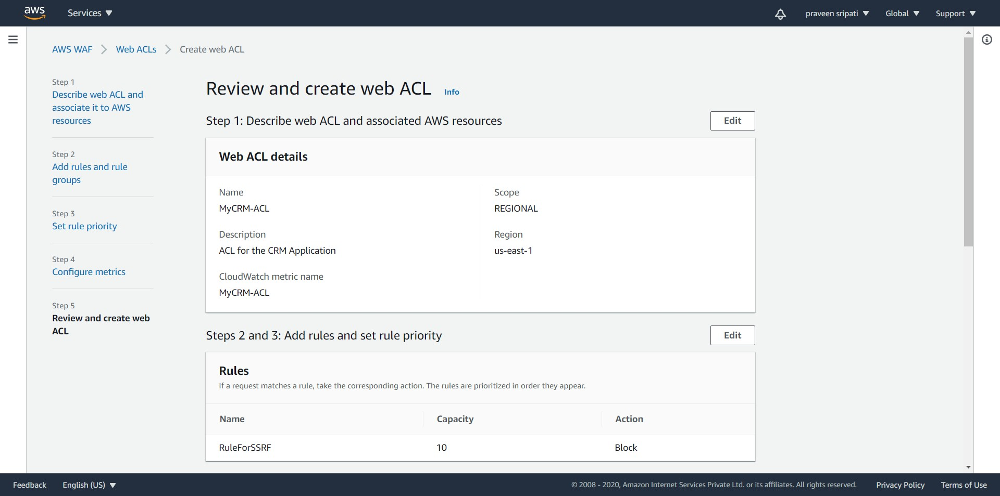 aws
Services
praveen sripati
Global
Support
AWS WAF
Web ACLs
Create web ACL
Step 1
Describe web ACL and
associate it to AWS
resources
Step 2
Add rules and rule
groups
Step 3
Set rule priority
Step 4
Configure metrics
Step 5
Review and create web
ACL
Review and create web ACL Info
Step 1: Describe web ACL and associated AWS resources
Edit
Web ACL details
Name
MyCRM-ACL
Description
ACL for the CRM Application
CloudWatch metric name
MyCRM-ACL
Scope
REGIONAL
Region
us-east-1
Steps 2 and 3: Add rules and set rule priority
Edit
Rules
If a request matches a rule, take the corresponding action. The rules are prioritized in order they appear.
Name Capacity Action
RuleForSSRF 10 Block
Feedback
English (US)
© 2008 - 2020, Amazon Internet Services Private Ltd. or its affiliates. All rights reserved.
Privacy Policy
Terms of Use